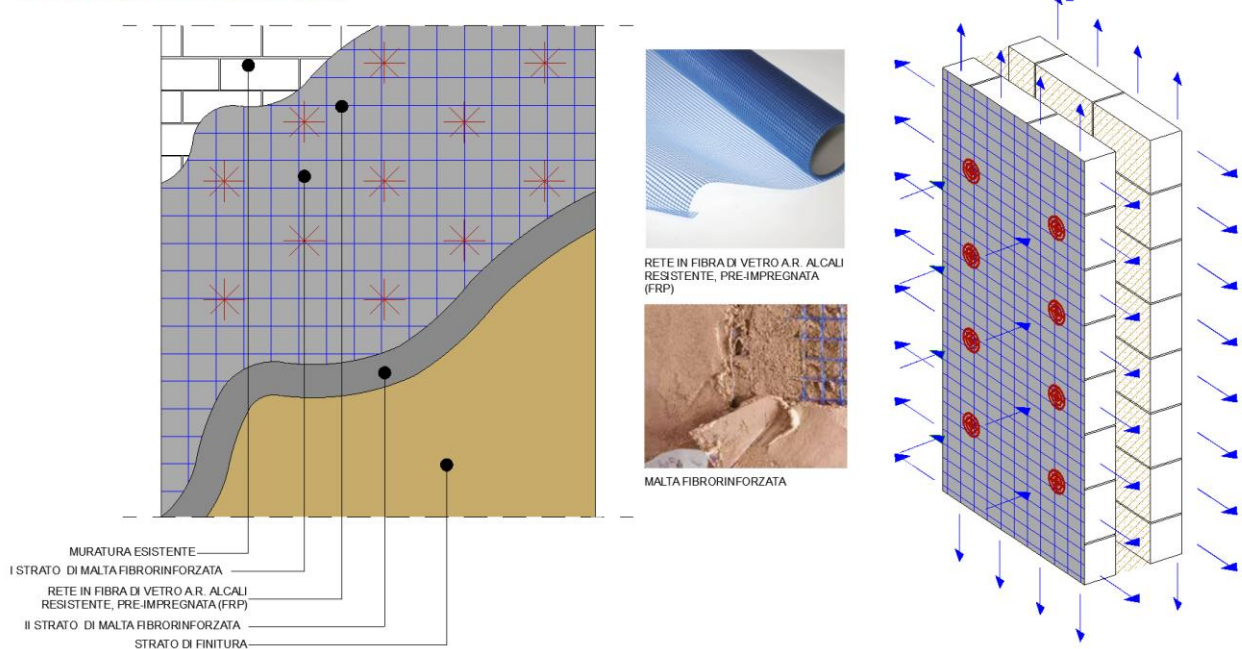 RETE IN FIBRA DI VETRO A.R. ALCALI
RESISTENTE, PRE-IMPREGNATA
(FRP)
MALTA FIBRORINFORZATA
MURATURA ESISTENTE
I STRATO DI MALTA FIBRORINFORZATA
RETE IN FIBRA DI VETRO A.R. ALCALI
RESISTENTE, PRE-IMPREGNATA (FRP)
II STRATO DI MALTA FIBRORINFORZATA
STRATO DI FINITURA